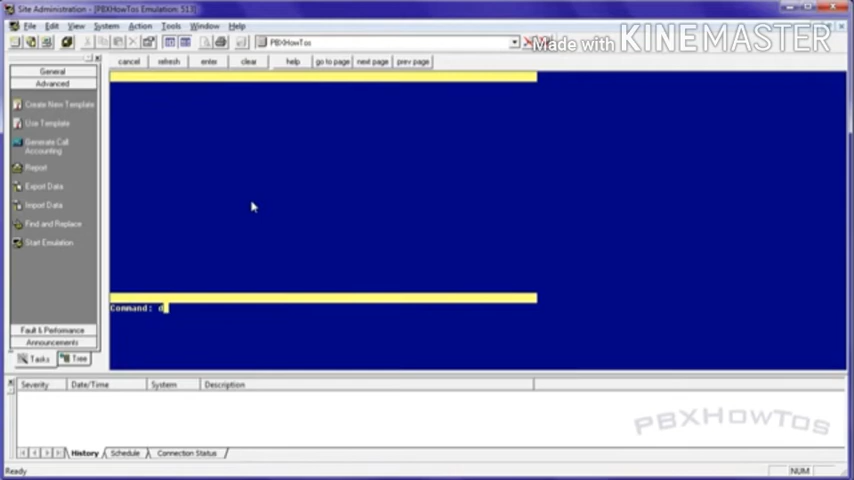 Site Administration - [PBXHowTos Emulation: 513]
File Edit View System Action Tools Window Help
PBXHowTos
Made with KINEMASTER
cancel refresh enter clear help go to page next page prev page
General
Advanced
Create New Template
Use Template
Generate Call
Accounting
Report
Export Data
Import Data
Find and Replace
Start Emulation
Command: d
Fault & Performance
Announcements
Tasks Tree
Severity Date/Time System Description
PBXHOWTOS
History Schedule Connection Status
Ready NUM